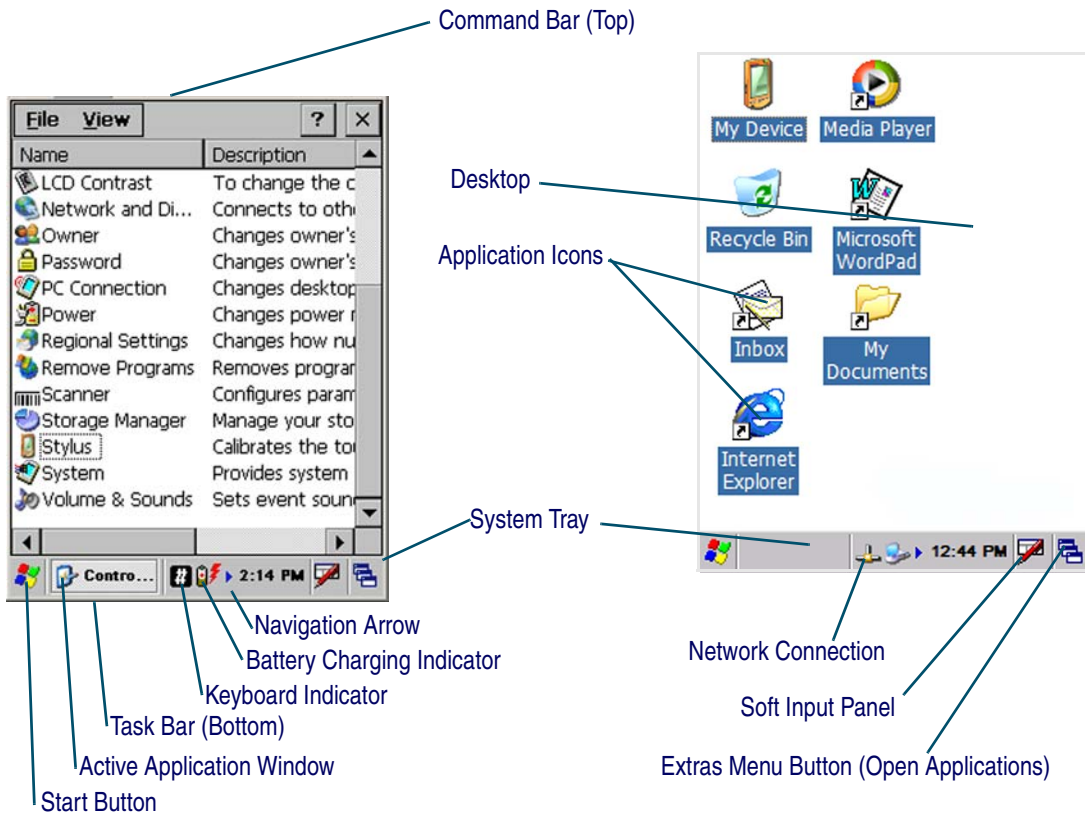 Command Bar (Top)
File View ? ×
Name Description
LCD Contrast To change the c
Network and Di... Connects to oth
Owner Changes owner's
Password Changes owner's
PC Connection Changes desktop
Power Changes power r
Regional Settings Changes how nu
Remove Programs Removes prograr
Scanner Configures param
Storage Manager Manage your sto
Stylus Calibrates the to
System Provides system
Volume & Sounds Sets event soun
Contro... # 2:14 PM
My Device Media Player
Recycle Bin Microsoft
WordPad
Inbox My
Documents
Internet
Explorer
12:44 PM
Desktop
Application Icons
System Tray
Navigation Arrow
Battery Charging Indicator
Keyboard Indicator
Task Bar (Bottom)
Active Application Window
Start Button
Network Connection
Soft Input Panel
Extras Menu Button (Open Applications)